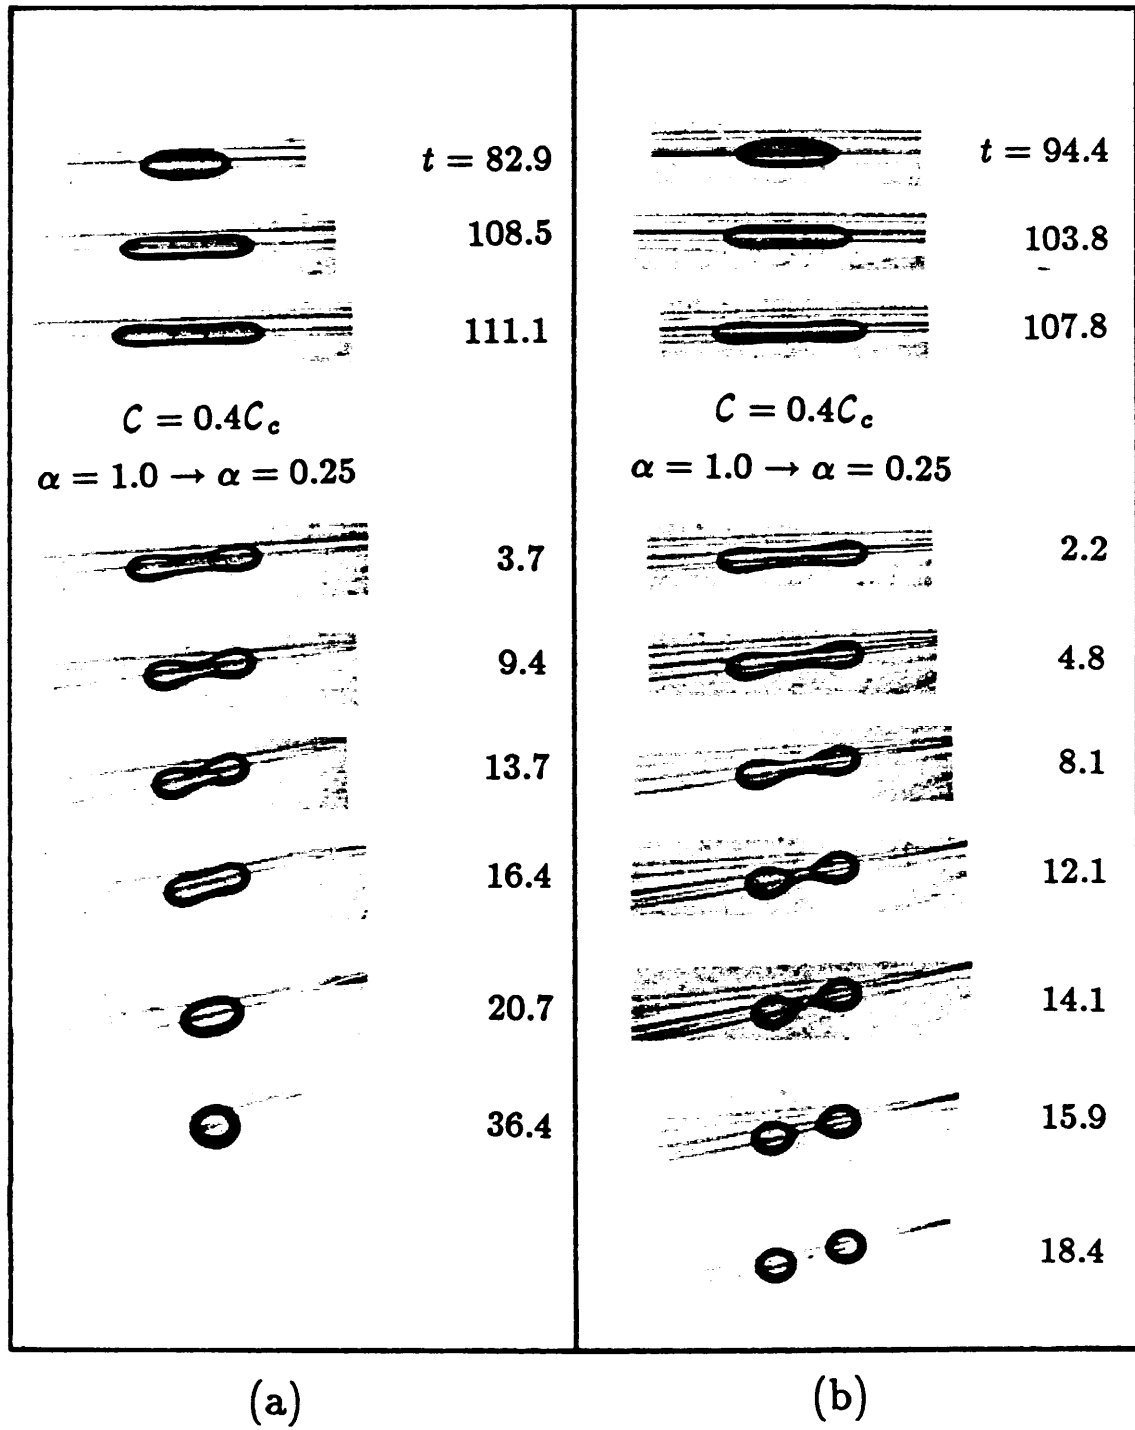 t = 82.9
108.5
111.1
C = 0.4C_c
α = 1.0 → α = 0.25
3.7
9.4
13.7
16.4
20.7
36.4
(a)
t = 94.4
103.8
107.8
C = 0.4C_c
α = 1.0 → α = 0.25
2.2
4.8
8.1
12.1
14.1
15.9
18.4
(b)